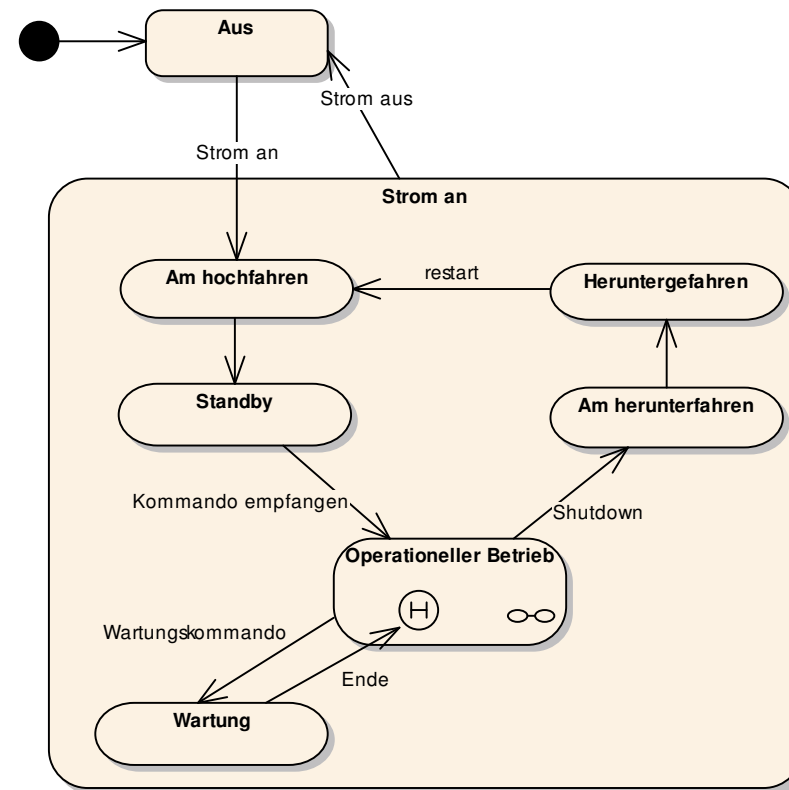 Aus
Strom aus
Strom an
Strom an
Am hochfahren
restart
Heruntergefahren
Standby
Am herunterfahren
Kommando empfangen
Shutdown
Operationeller Betrieb
H
Wartungskommando
Ende
Wartung